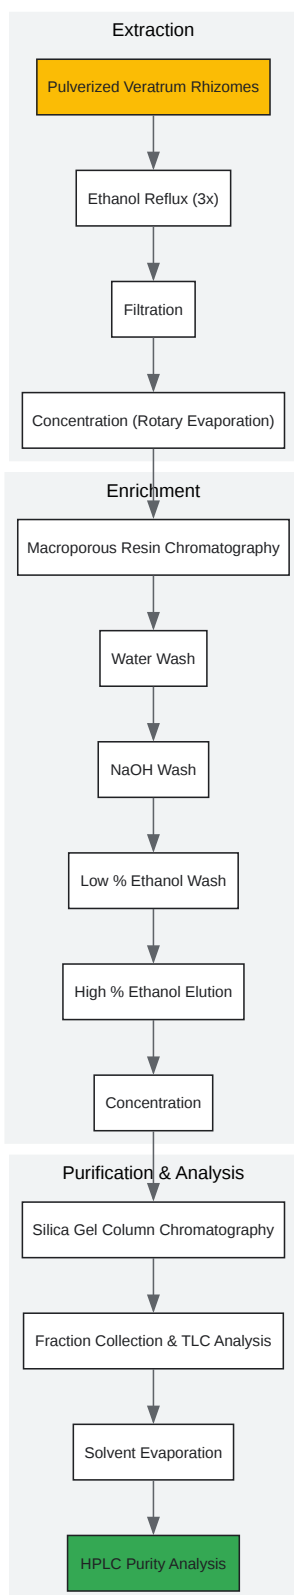 Extraction
Pulverized Veratrum Rhizomes
Ethanol Reflux (3x)
Filtration
Concentration (Rotary Evaporation)
Enrichment
Macroporous Resin Chromatography
Water Wash
NaOH Wash
Low % Ethanol Wash
High % Ethanol Elution
Concentration
Purification & Analysis
Silica Gel Column Chromatography
Fraction Collection & TLC Analysis
Solvent Evaporation
HPLC Purity Analysis